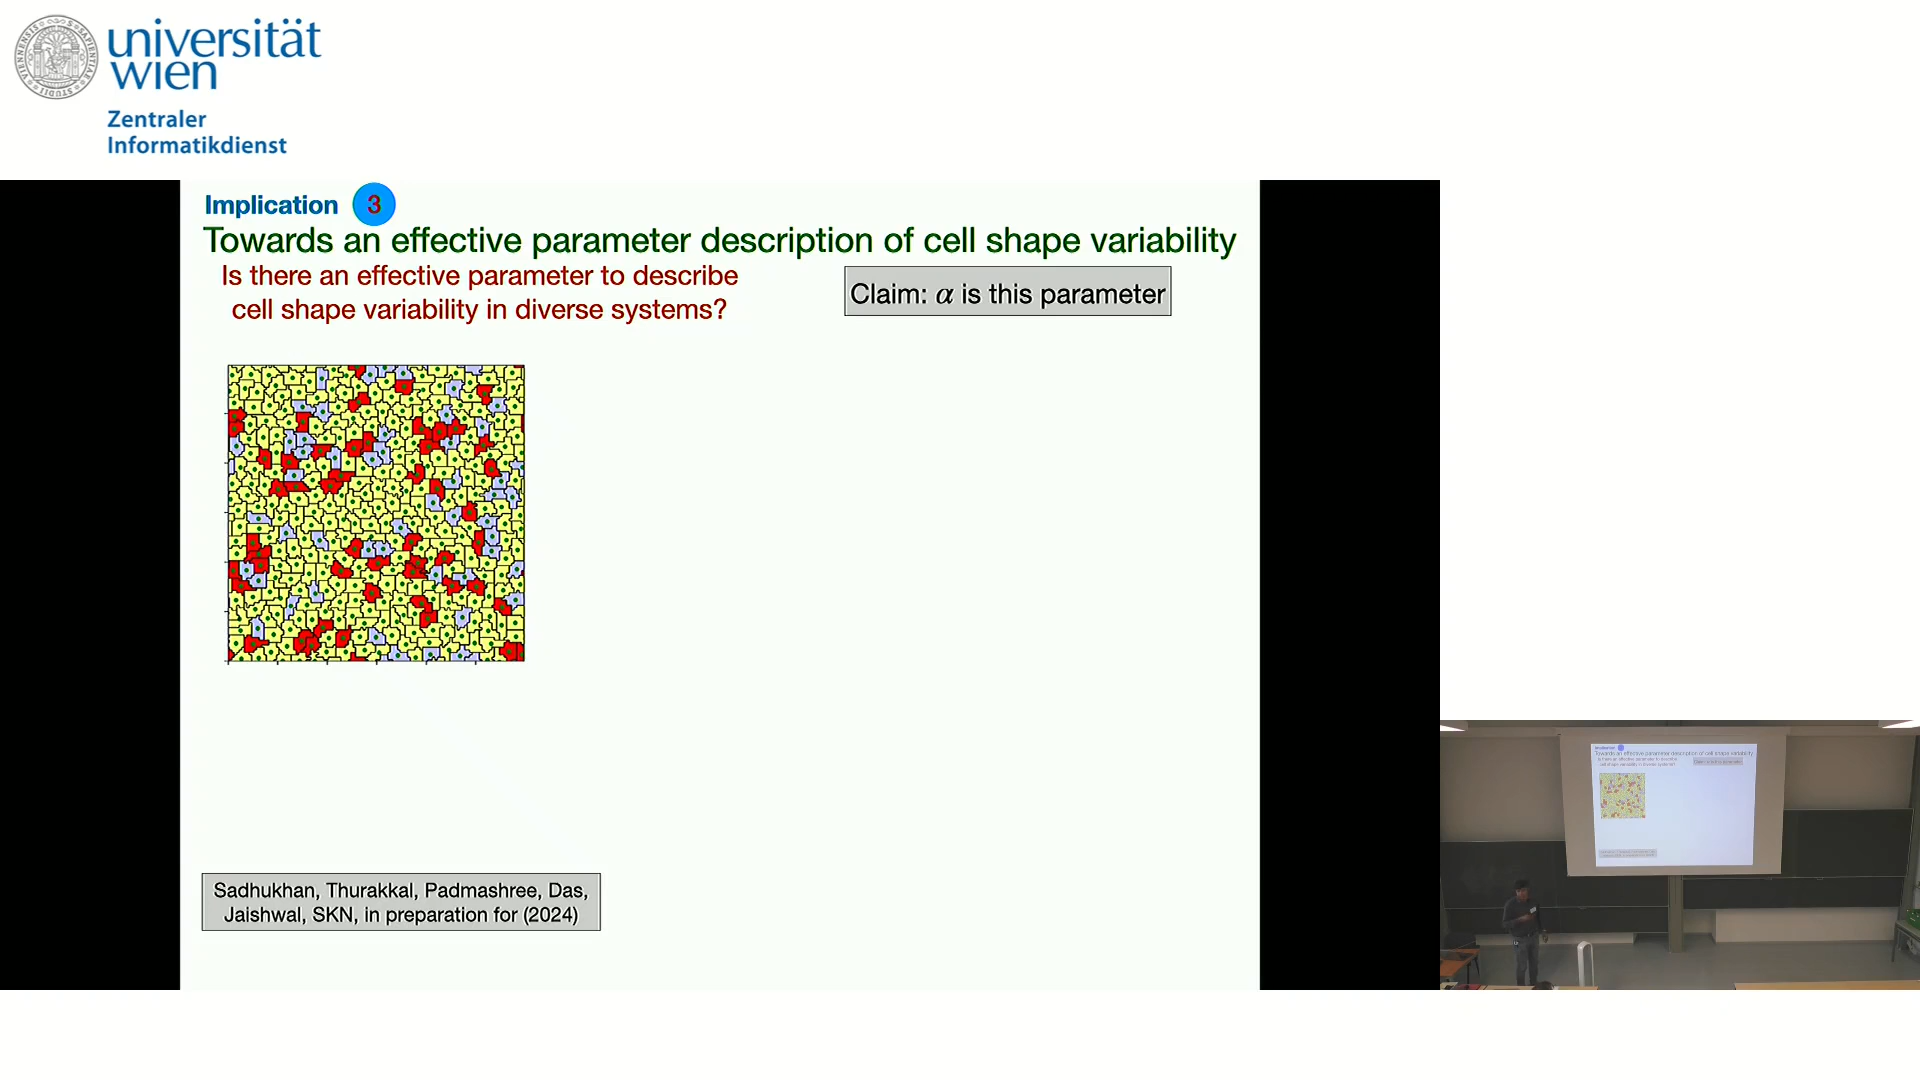 universität
wien
Zentraler
Informatikdienst
Implication 3
Towards an effective parameter description of cell shape variability
Is there an effective parameter to describe
cell shape variability in diverse systems?
Claim: α is this parameter
Sadhukhan, Thurakkal, Padmashree, Das,
Jaishwal, SKN, in preparation for (2024)